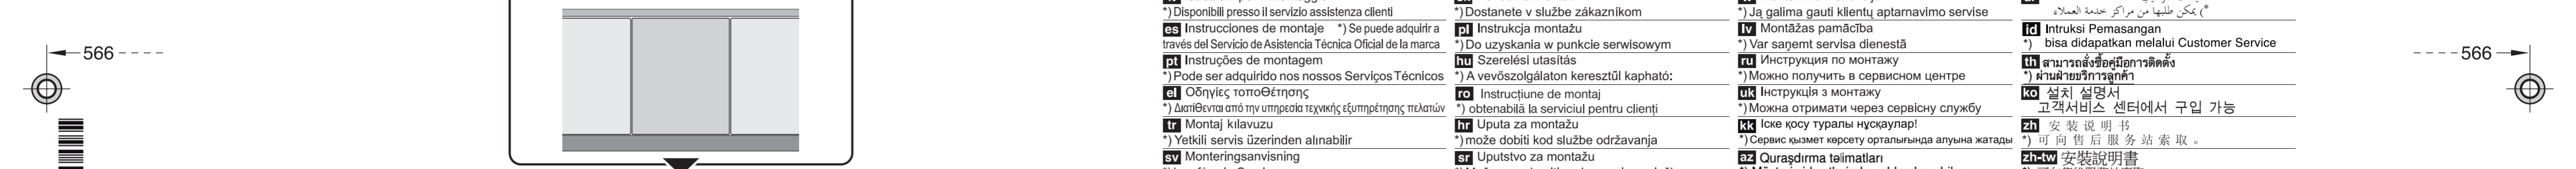 566
*) Disponibili presso il servizio assistenza clienti
es Instrucciones de montaje *) Se puede adquirir a
través del Servicio de Asistencia Técnica Oficial de la marca
pt Instruções de montagem
*) Pode ser adquirido nos nossos Serviços Técnicos
el Οδηγίες τοποθέτησης
*) Διατίθενται από την υπηρεσία τεχνικής εξυπηρέτησης πελατών
tr Montaj kılavuzu
*) Yetkili servis üzerinden alınabilir
sv Monteringsanvisning
*) Dostanete v službe zákazníkom
pl Instrukcja montażu
*) Do uzyskania w punkcie serwisowym
hu Szerelési utasítás
*) A vevőszolgálaton keresztül kapható:
ro Instrucțiune de montaj
*) obtenabilă la serviciul pentru clienți
hr Uputa za montažu
*) može dobiti kod službe održavanja
sr Uputstvo za montažu
*) Ją galima gauti klientų aptarnavimo servise
lv Montāžas pamācība
*) Var saņemt servisa dienestā
ru Инструкция по монтажу
*) Можно получить в сервисном центре
uk Інструкція з монтажу
*) Можна отримати через сервісну службу
kk Іске қосу туралы нұсқаулар!
*) Сервис қызмет көрсету орталығында алуына жатады
az Quraşdırma təlimatları
*) يمكن طلبها من مراكز خدمة العملاء
id Intruksi Pemasangan
*) bisa didapatkan melalui Customer Service
th สามารถสั่งซื้อคู่มือการติดตั้ง
*) ผ่านฝ่ายบริการลูกค้า
ko 설치 설명서
고객서비스 센터에서 구입 가능
zh 安装说明书
*) 可向售后服务站索取。
zh-tw 安裝說明書
566